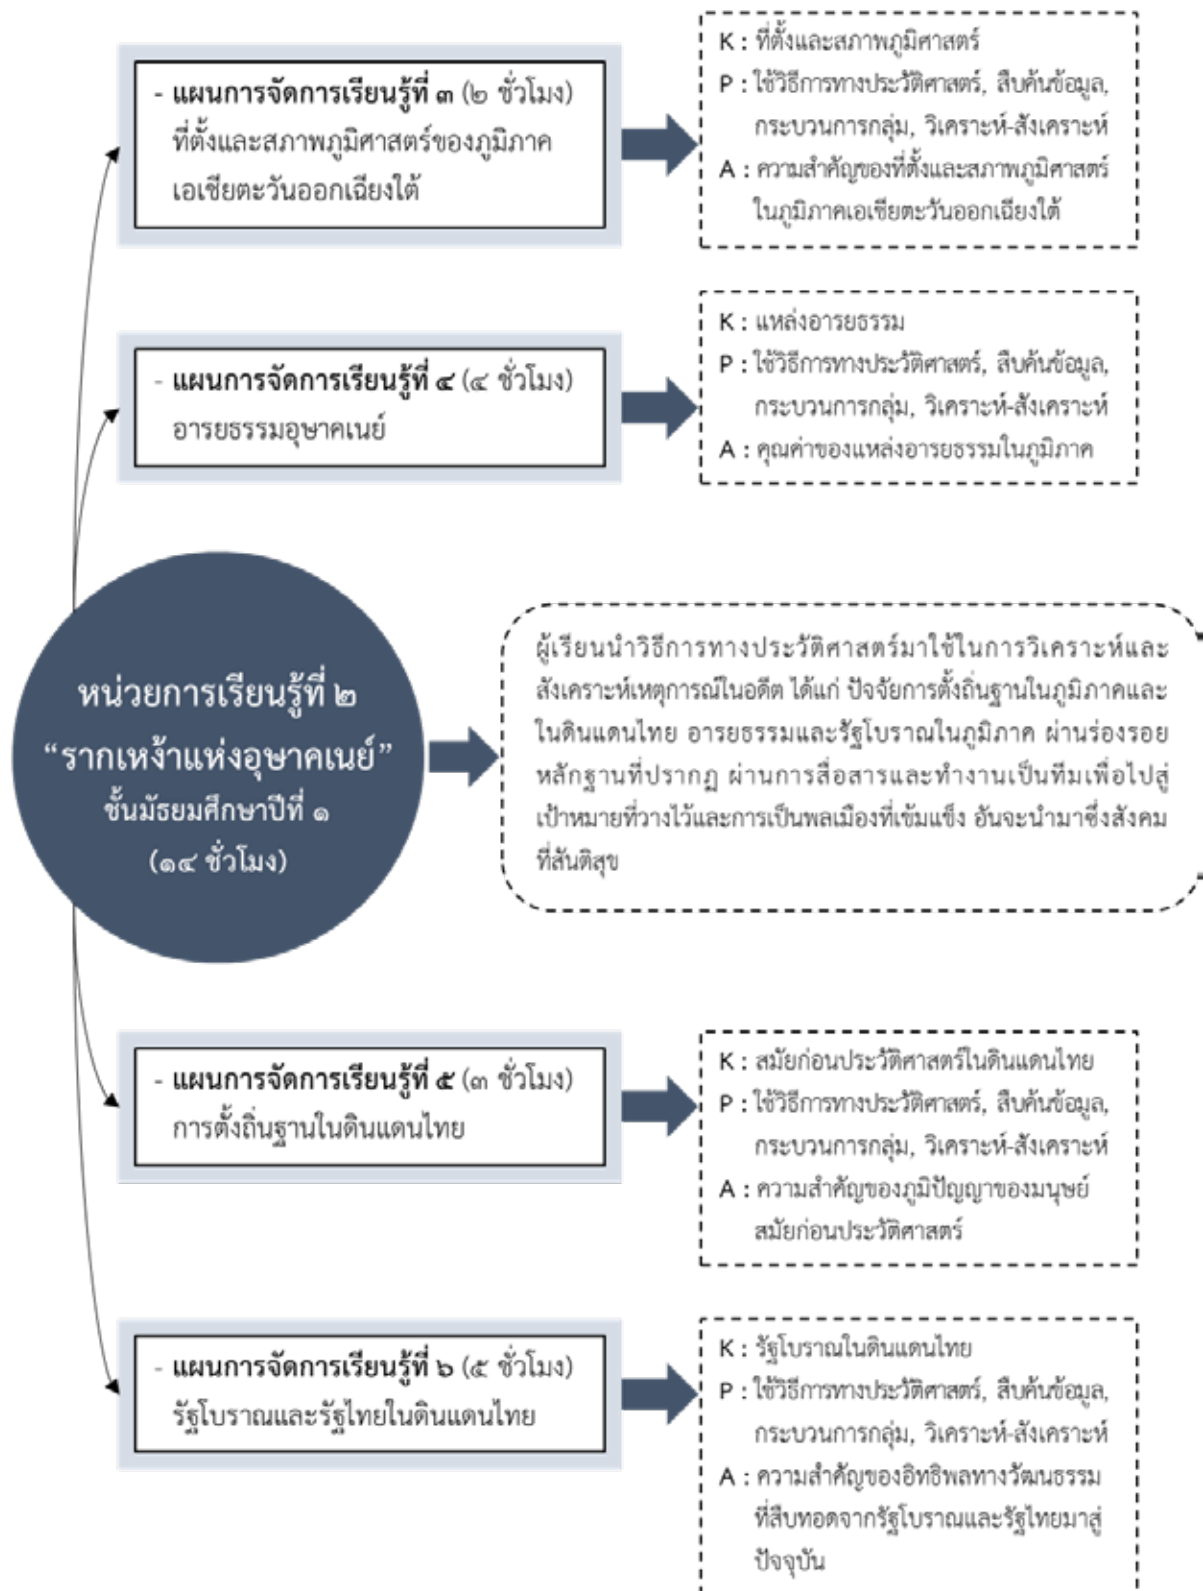 - แผนการจัดการเรียนรู้ที่ ๓ (๒ ชั่วโมง)
ที่ตั้งและสภาพภูมิศาสตร์ของภูมิภาค
เอเชียตะวันออกเฉียงใต้
K : ที่ตั้งและสภาพภูมิศาสตร์
P : ใช้วิธีการทางประวัติศาสตร์, สืบค้นข้อมูล,
กระบวนการกลุ่ม, วิเคราะห์-สังเคราะห์
A : ความสำคัญของที่ตั้งและสภาพภูมิศาสตร์
ในภูมิภาคเอเชียตะวันออกเฉียงใต้
- แผนการจัดการเรียนรู้ที่ ๔ (๔ ชั่วโมง)
อารยธรรมอุษาคเนย์
K : แหล่งอารยธรรม
P : ใช้วิธีการทางประวัติศาสตร์, สืบค้นข้อมูล,
กระบวนการกลุ่ม, วิเคราะห์-สังเคราะห์
A : คุณค่าของแหล่งอารยธรรมในภูมิภาค
หน่วยการเรียนรู้ที่ ๒
“รากเหง้าแห่งอุษาคเนย์”
ชั้นมัธยมศึกษาปีที่ ๑
(๑๔ ชั่วโมง)
ผู้เรียนนำวิธีการทางประวัติศาสตร์มาใช้ในการวิเคราะห์และ
สังเคราะห์เหตุการณ์ในอดีต ได้แก่ ปัจจัยการตั้งถิ่นฐานในภูมิภาคและ
ในดินแดนไทย อารยธรรมและรัฐโบราณในภูมิภาค ผ่านร่องรอย
หลักฐานที่ปรากฏ ผ่านการสื่อสารและทำงานเป็นทีมเพื่อไปสู่
เป้าหมายที่วางไว้และการเป็นพลเมืองที่เข้มแข็ง อันจะนำมาซึ่งสังคม
ที่สันติสุข
- แผนการจัดการเรียนรู้ที่ ๕ (๓ ชั่วโมง)
การตั้งถิ่นฐานในดินแดนไทย
K : สมัยก่อนประวัติศาสตร์ในดินแดนไทย
P : ใช้วิธีการทางประวัติศาสตร์, สืบค้นข้อมูล,
กระบวนการกลุ่ม, วิเคราะห์-สังเคราะห์
A : ความสำคัญของภูมิปัญญาของมนุษย์
สมัยก่อนประวัติศาสตร์
- แผนการจัดการเรียนรู้ที่ ๖ (๕ ชั่วโมง)
รัฐโบราณและรัฐไทยในดินแดนไทย
K : รัฐโบราณในดินแดนไทย
P : ใช้วิธีการทางประวัติศาสตร์, สืบค้นข้อมูล,
กระบวนการกลุ่ม, วิเคราะห์-สังเคราะห์
A : ความสำคัญของอิทธิพลทางวัฒนธรรม
ที่สืบทอดจากรัฐโบราณและรัฐไทยมาสู่
ปัจจุบัน